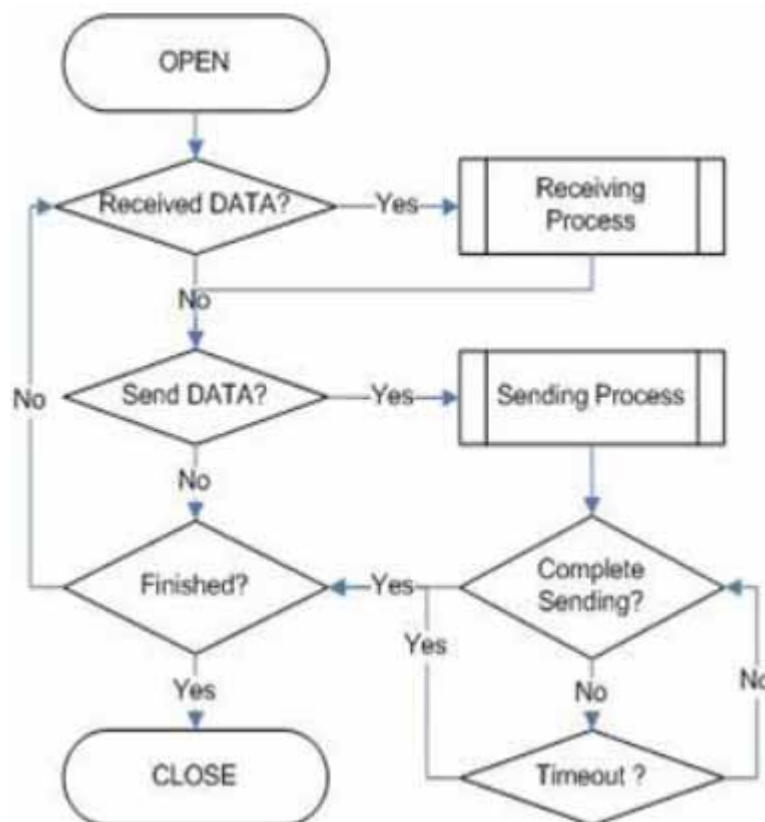 OPEN
Received DATA?
Yes
Receiving
Process
No
Send DATA?
Yes
Sending Process
No
No
Finished?
Yes
Complete
Sending?
Yes
No
No
Yes
Timeout ?
CLOSE